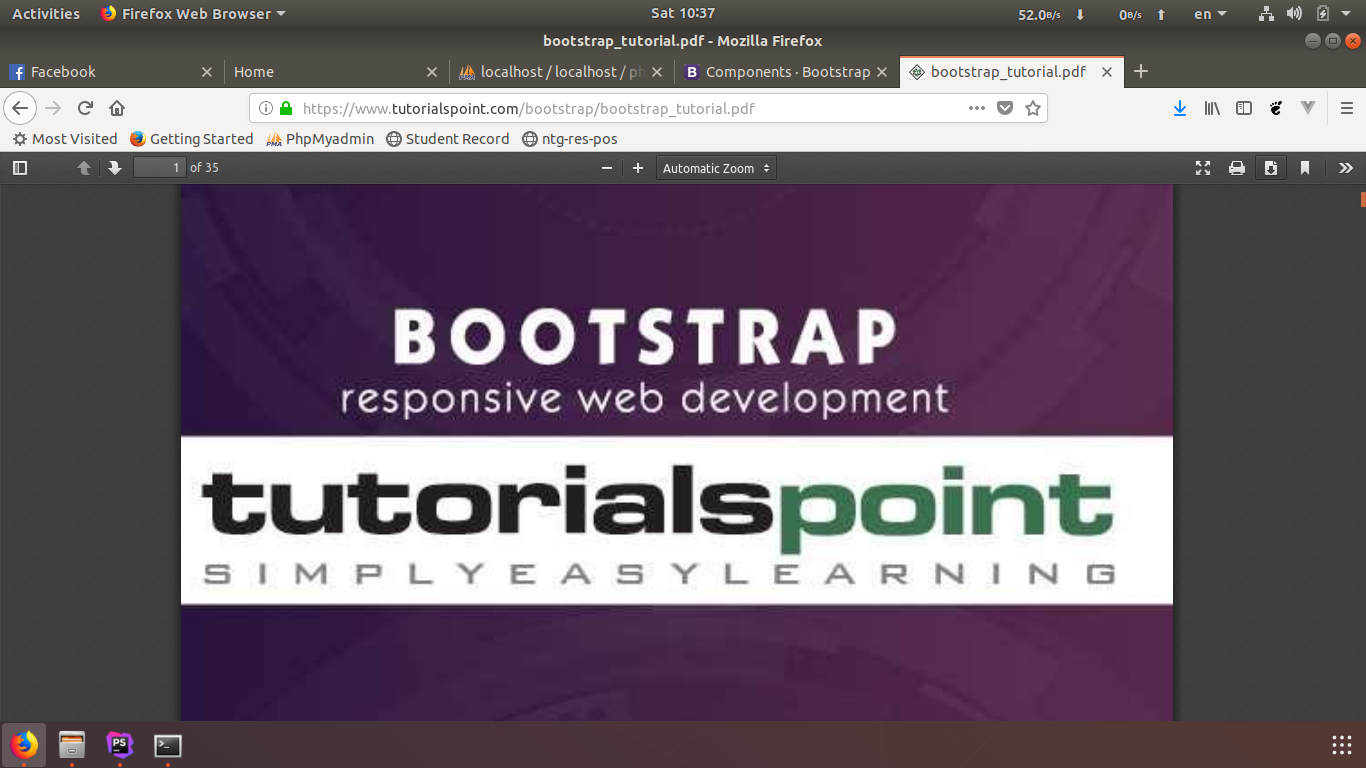 Activities Firefox Web Browser Sat 10:37 52.0B/s 0B/s en
bootstrap_tutorial.pdf - Mozilla Firefox
Facebook Home localhost / localhost / ph Components · Bootstrap bootstrap_tutorial.pdf
https://www.tutorialspoint.com/bootstrap/bootstrap_tutorial.pdf
Most Visited Getting Started PMA PhpMyadmin Student Record ntg-res-pos
1 of 35 Automatic Zoom
BOOTSTRAP
responsive web development
tutorialspoint
SIMPLYEASYLEARNING
PS